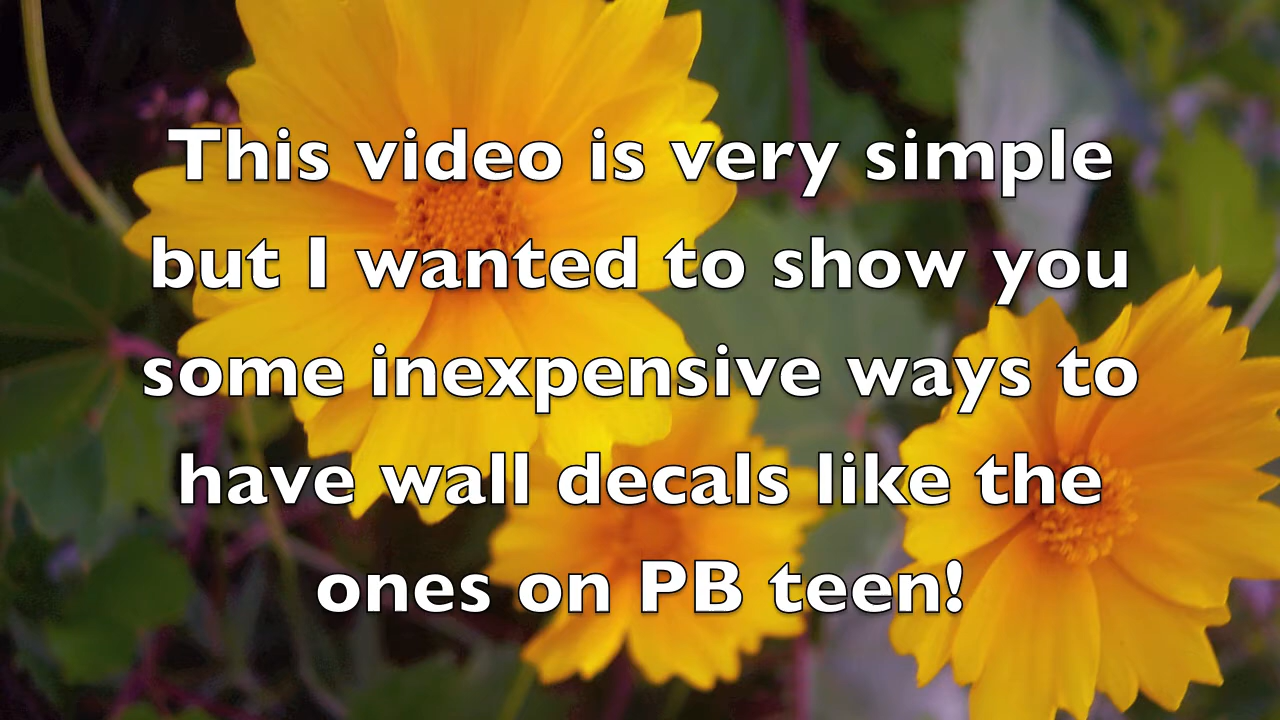 This video is very simple
but I wanted to show you
some inexpensive ways to
have wall decals like the
ones on PB teen!